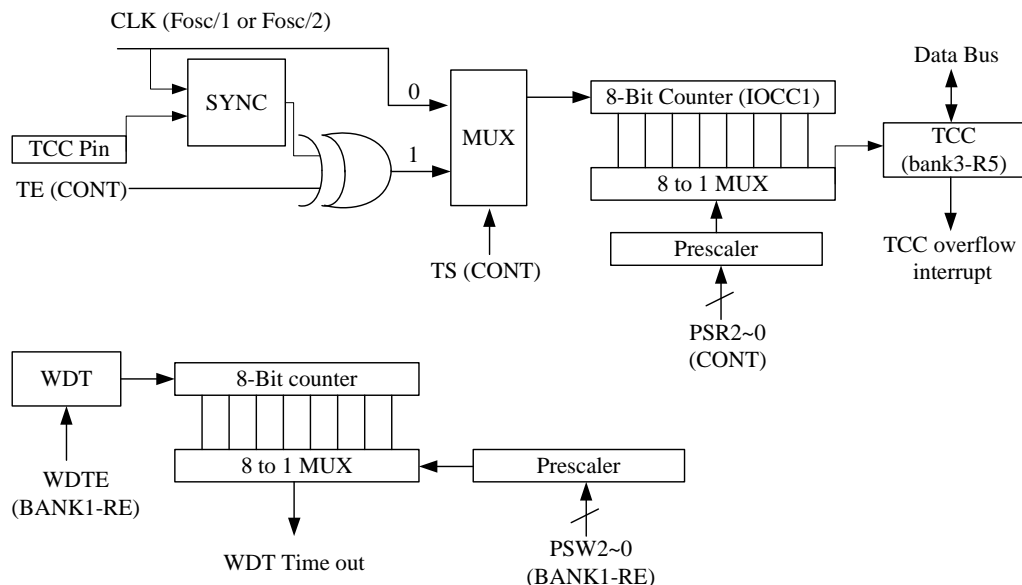 CLK (Fosc/1 or Fosc/2)
SYNC
TCC Pin
TE (CONT)
0
1
MUX
TS (CONT)
8-Bit Counter (IOCC1)
8 to 1 MUX
Prescaler
PSR2~0
(CONT)
Data Bus
TCC
(bank3-R5)
TCC overflow
interrupt
WDT
WDTE
(BANK1-RE)
8-Bit counter
8 to 1 MUX
WDT Time out
Prescaler
PSW2~0
(BANK1-RE)